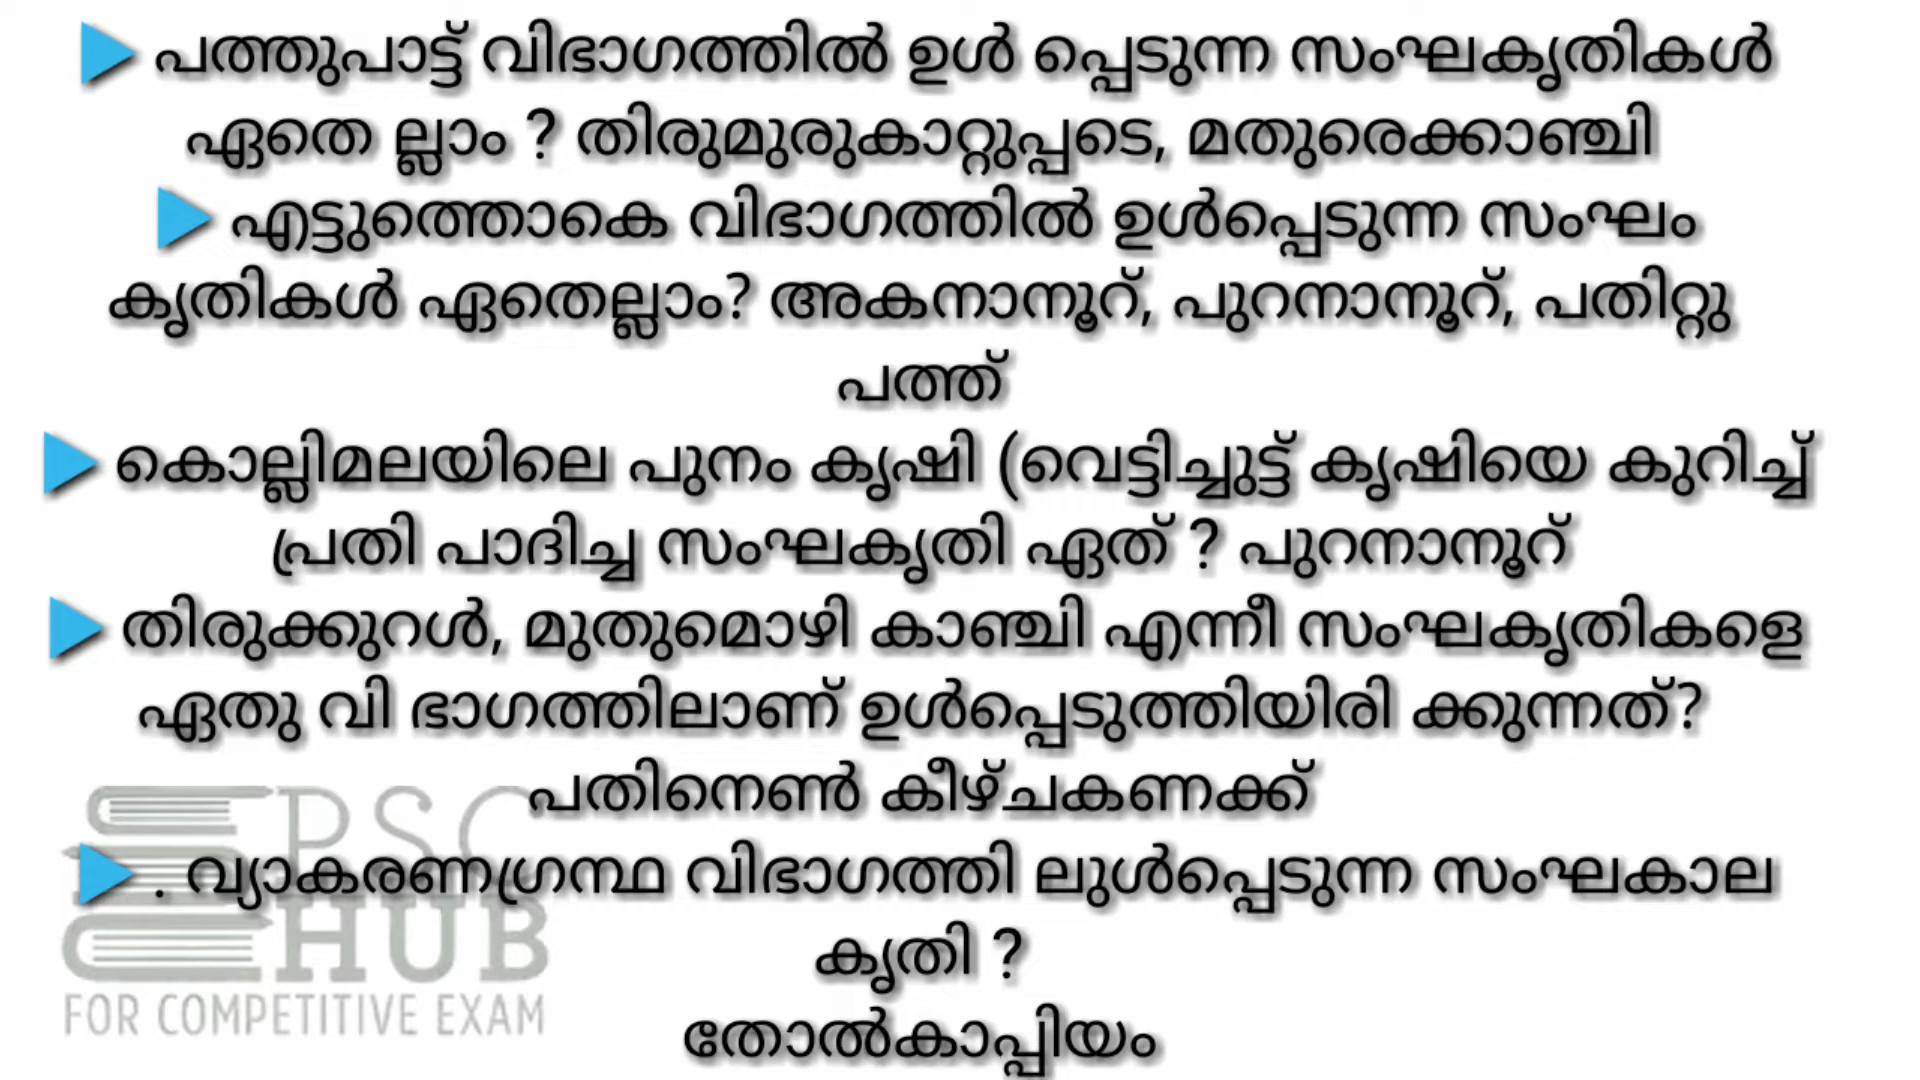 പത്തുപാട്ട് വിഭാഗത്തിൽ ഉൾ പ്പെടുന്ന സംഘകൃതികൾ
ഏതെ ല്ലാം ? തിരുമുരുകാറ്റുപ്പടെ, മതുരെക്കാഞ്ചി
എട്ടുത്തൊകെ വിഭാഗത്തിൽ ഉൾപ്പെടുന്ന സംഘം
കൃതികൾ ഏതെല്ലാം? അകനാനൂറ്, പുറനാനൂറ്, പതിറ്റു
പത്ത്
കൊല്ലിമലയിലെ പുനം കൃഷി (വെട്ടിച്ചുട്ട് കൃഷിയെ കുറിച്ച്
പ്രതി പാദിച്ച സംഘകൃതി ഏത് ? പുറനാനൂറ്
തിരുക്കുറൾ, മുതുമൊഴി കാഞ്ചി എന്നീ സംഘകൃതികളെ
ഏതു വി ഭാഗത്തിലാണ് ഉൾപ്പെടുത്തിയിരി ക്കുന്നത്?
പതിനെൺ കീഴ്ചകണക്ക്
. വ്യാകരണഗ്രന്ഥ വിഭാഗത്തി ലുൾപ്പെടുന്ന സംഘകാല
കൃതി ?
തോൽകാപ്പിയം
PSC
HUB
FOR COMPETITIVE EXAM